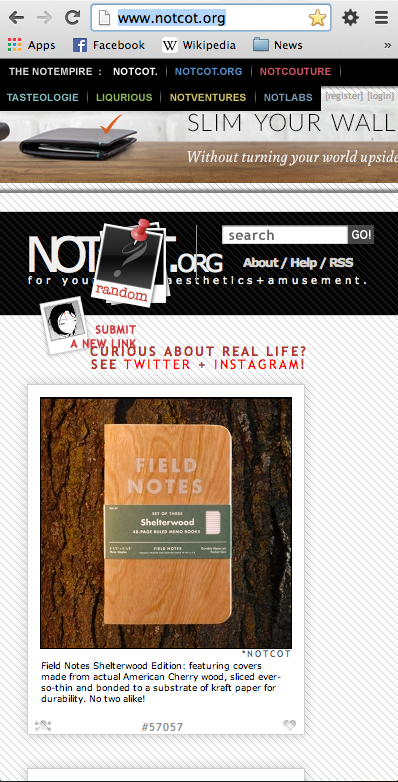 www.notcot.org
Apps Facebook Wikipedia News »
THE NOTEMPIRE : NOTCOT. NOTCOT.ORG NOTCOUTURE
TASTEOLOGIE LIQURIOUS NOTVENTURES NOTLABS [register] [login]
SLIM YOUR WALL
Without turning your world upside
NOTCOT.ORG
search GO!
About / Help / RSS
?
random
for you aesthetics+amusement.
SUBMIT
A NEW LINK
CURIOUS ABOUT REAL LIFE?
SEE TWITTER + INSTAGRAM!
FIELD
NOTES
SET OF THREE
Shelterwood
48-PAGE RULED MEMO BOOKS
FIELD NOTES
*NOTCOT
Field Notes Shelterwood Edition: featuring covers
made from actual American Cherry wood, sliced ever-
so-thin and bonded to a substrate of kraft paper for
durability. No two alike!
#57057